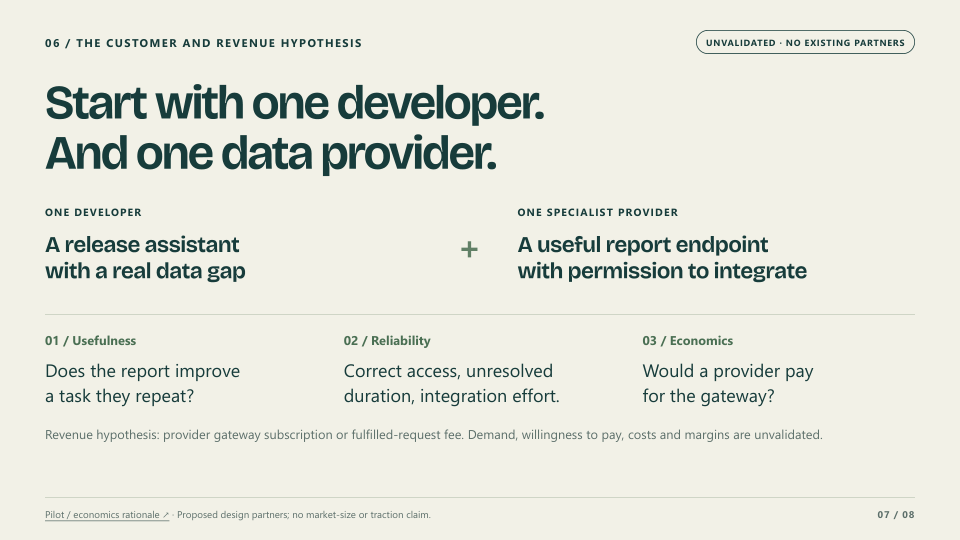 06 / THE CUSTOMER AND REVENUE HYPOTHESIS
UNVALIDATED · NO EXISTING PARTNERS
Start with one developer.
And one data provider.
ONE DEVELOPER
A release assistant
with a real data gap
+
ONE SPECIALIST PROVIDER
A useful report endpoint
with permission to integrate
01 / Usefulness
Does the report improve
a task they repeat?
02 / Reliability
Correct access, unresolved
duration, integration effort.
03 / Economics
Would a provider pay
for the gateway?
Revenue hypothesis: provider gateway subscription or fulfilled-request fee. Demand, willingness to pay, costs and margins are unvalidated.
Pilot / economics rationale ↗ · Proposed design partners; no market-size or traction claim.
07 / 08